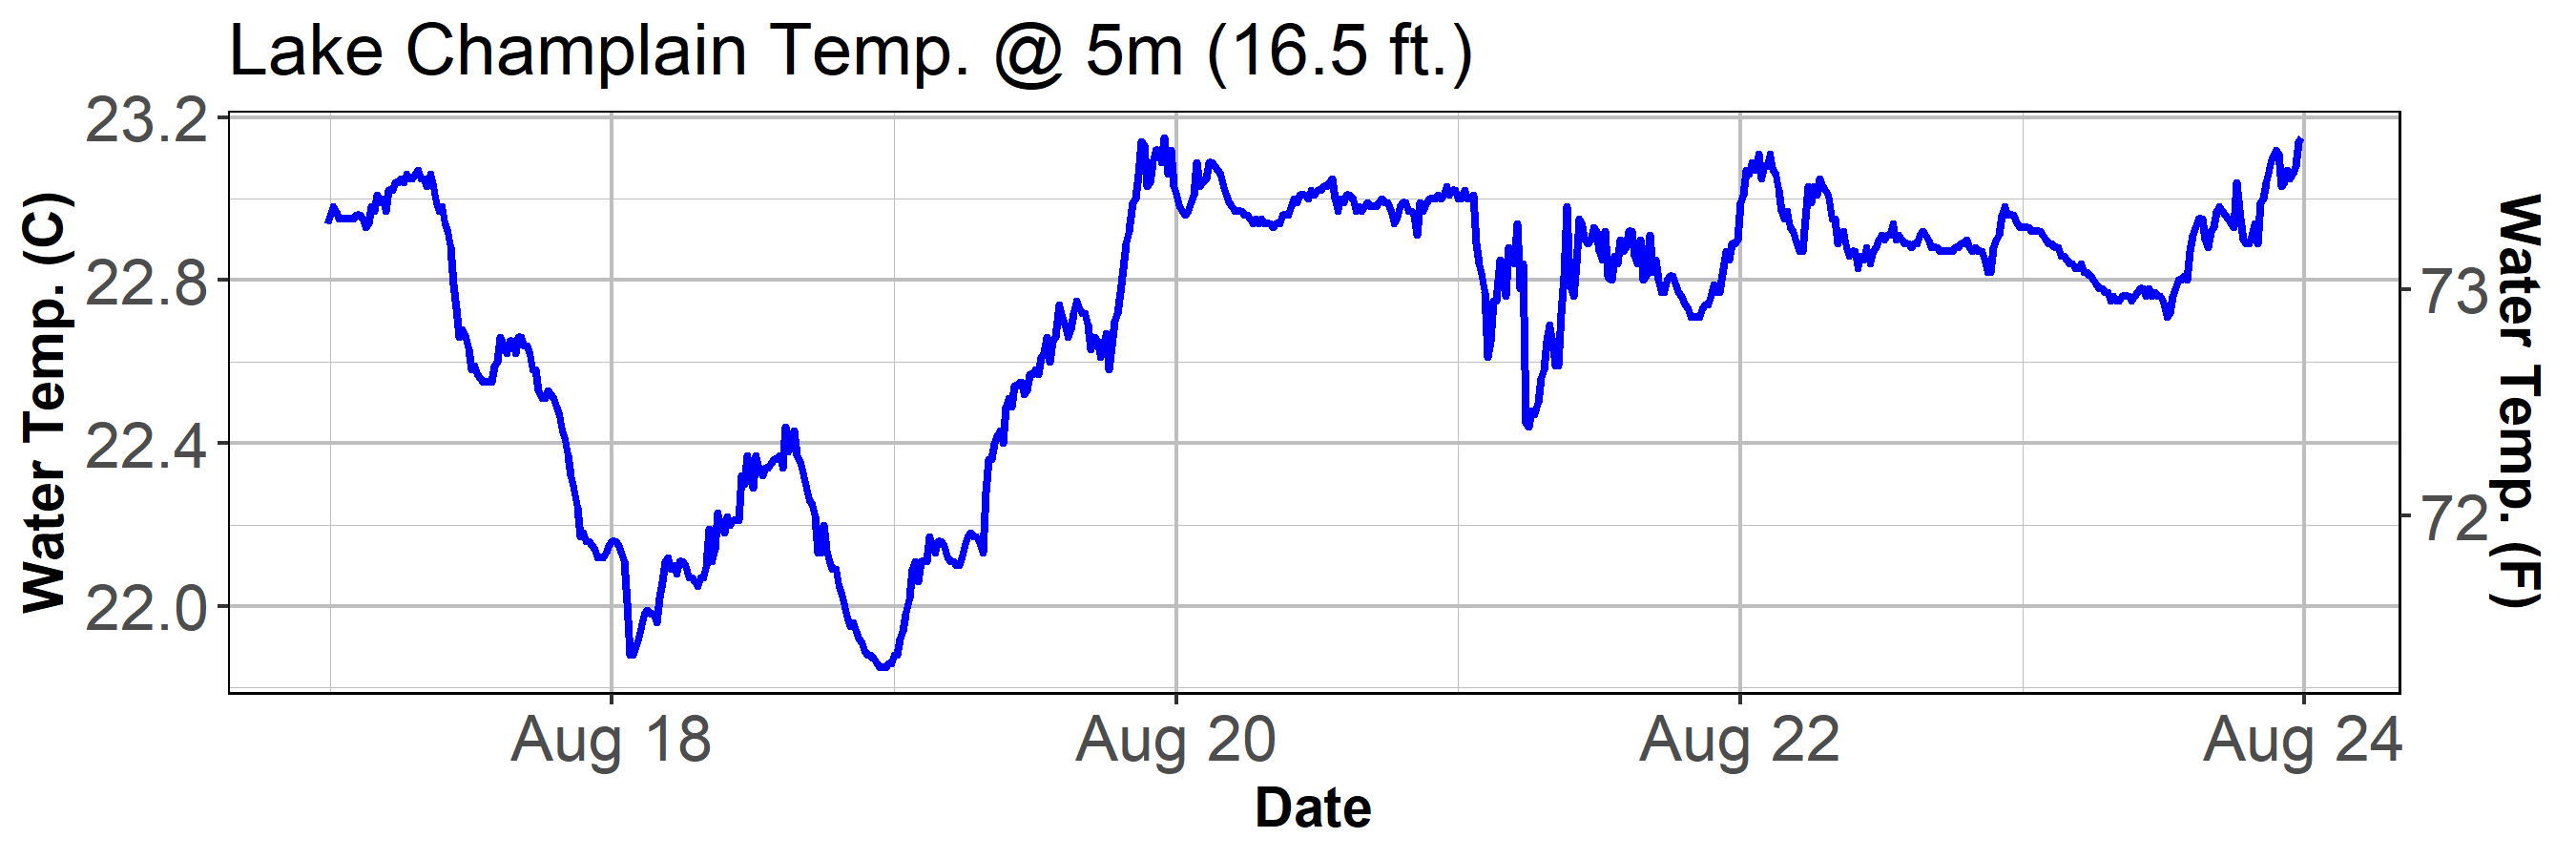 Lake Champlain Temp. @ 5m (16.5 ft.)
Water Temp. (C)
23.2
22.8
22.4
22.0
73
72
Water Temp. (F)
Aug 18 Aug 20 Aug 22 Aug 24
Date